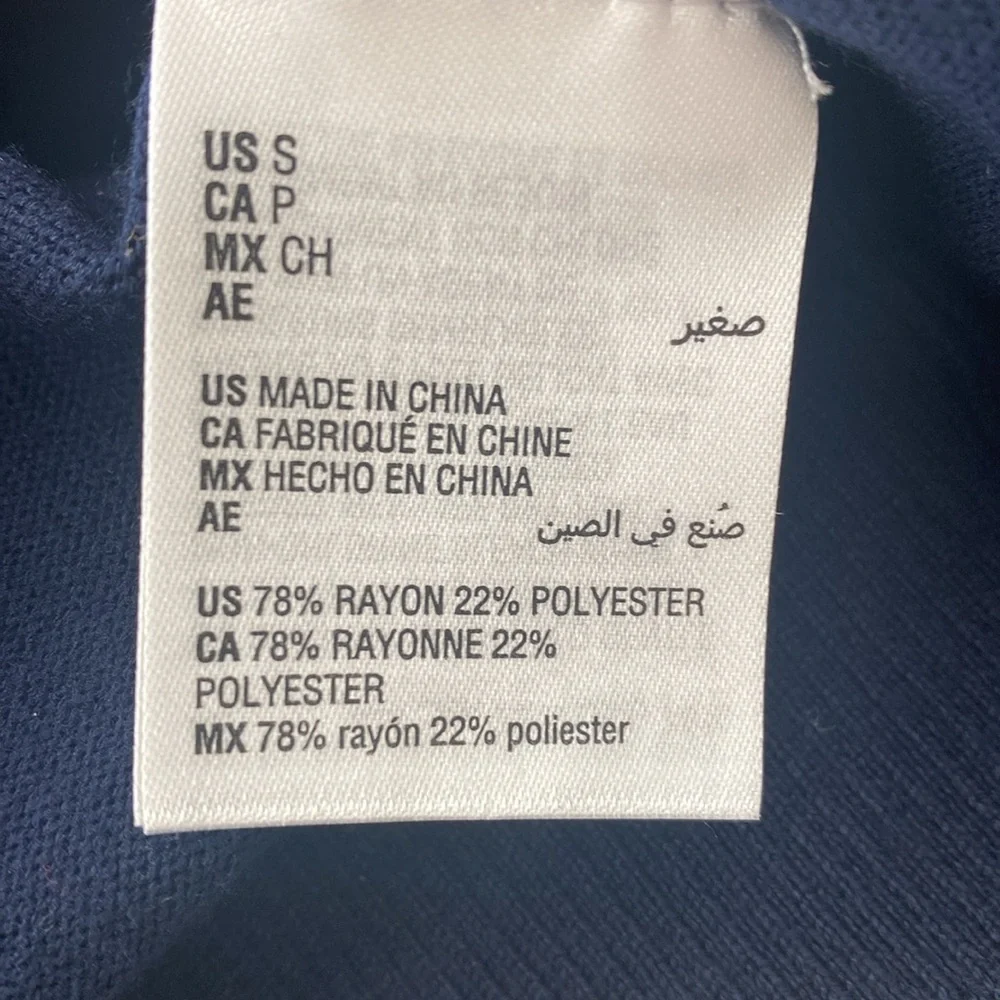 US S
CA P
MX CH
AE صغير
US MADE IN CHINA
CA FABRIQUÉ EN CHINE
MX HECHO EN CHINA
AE صُنع في الصين
US 78% RAYON 22% POLYESTER
CA 78% RAYONNE 22%
POLYESTER
MX 78% rayón 22% poliester